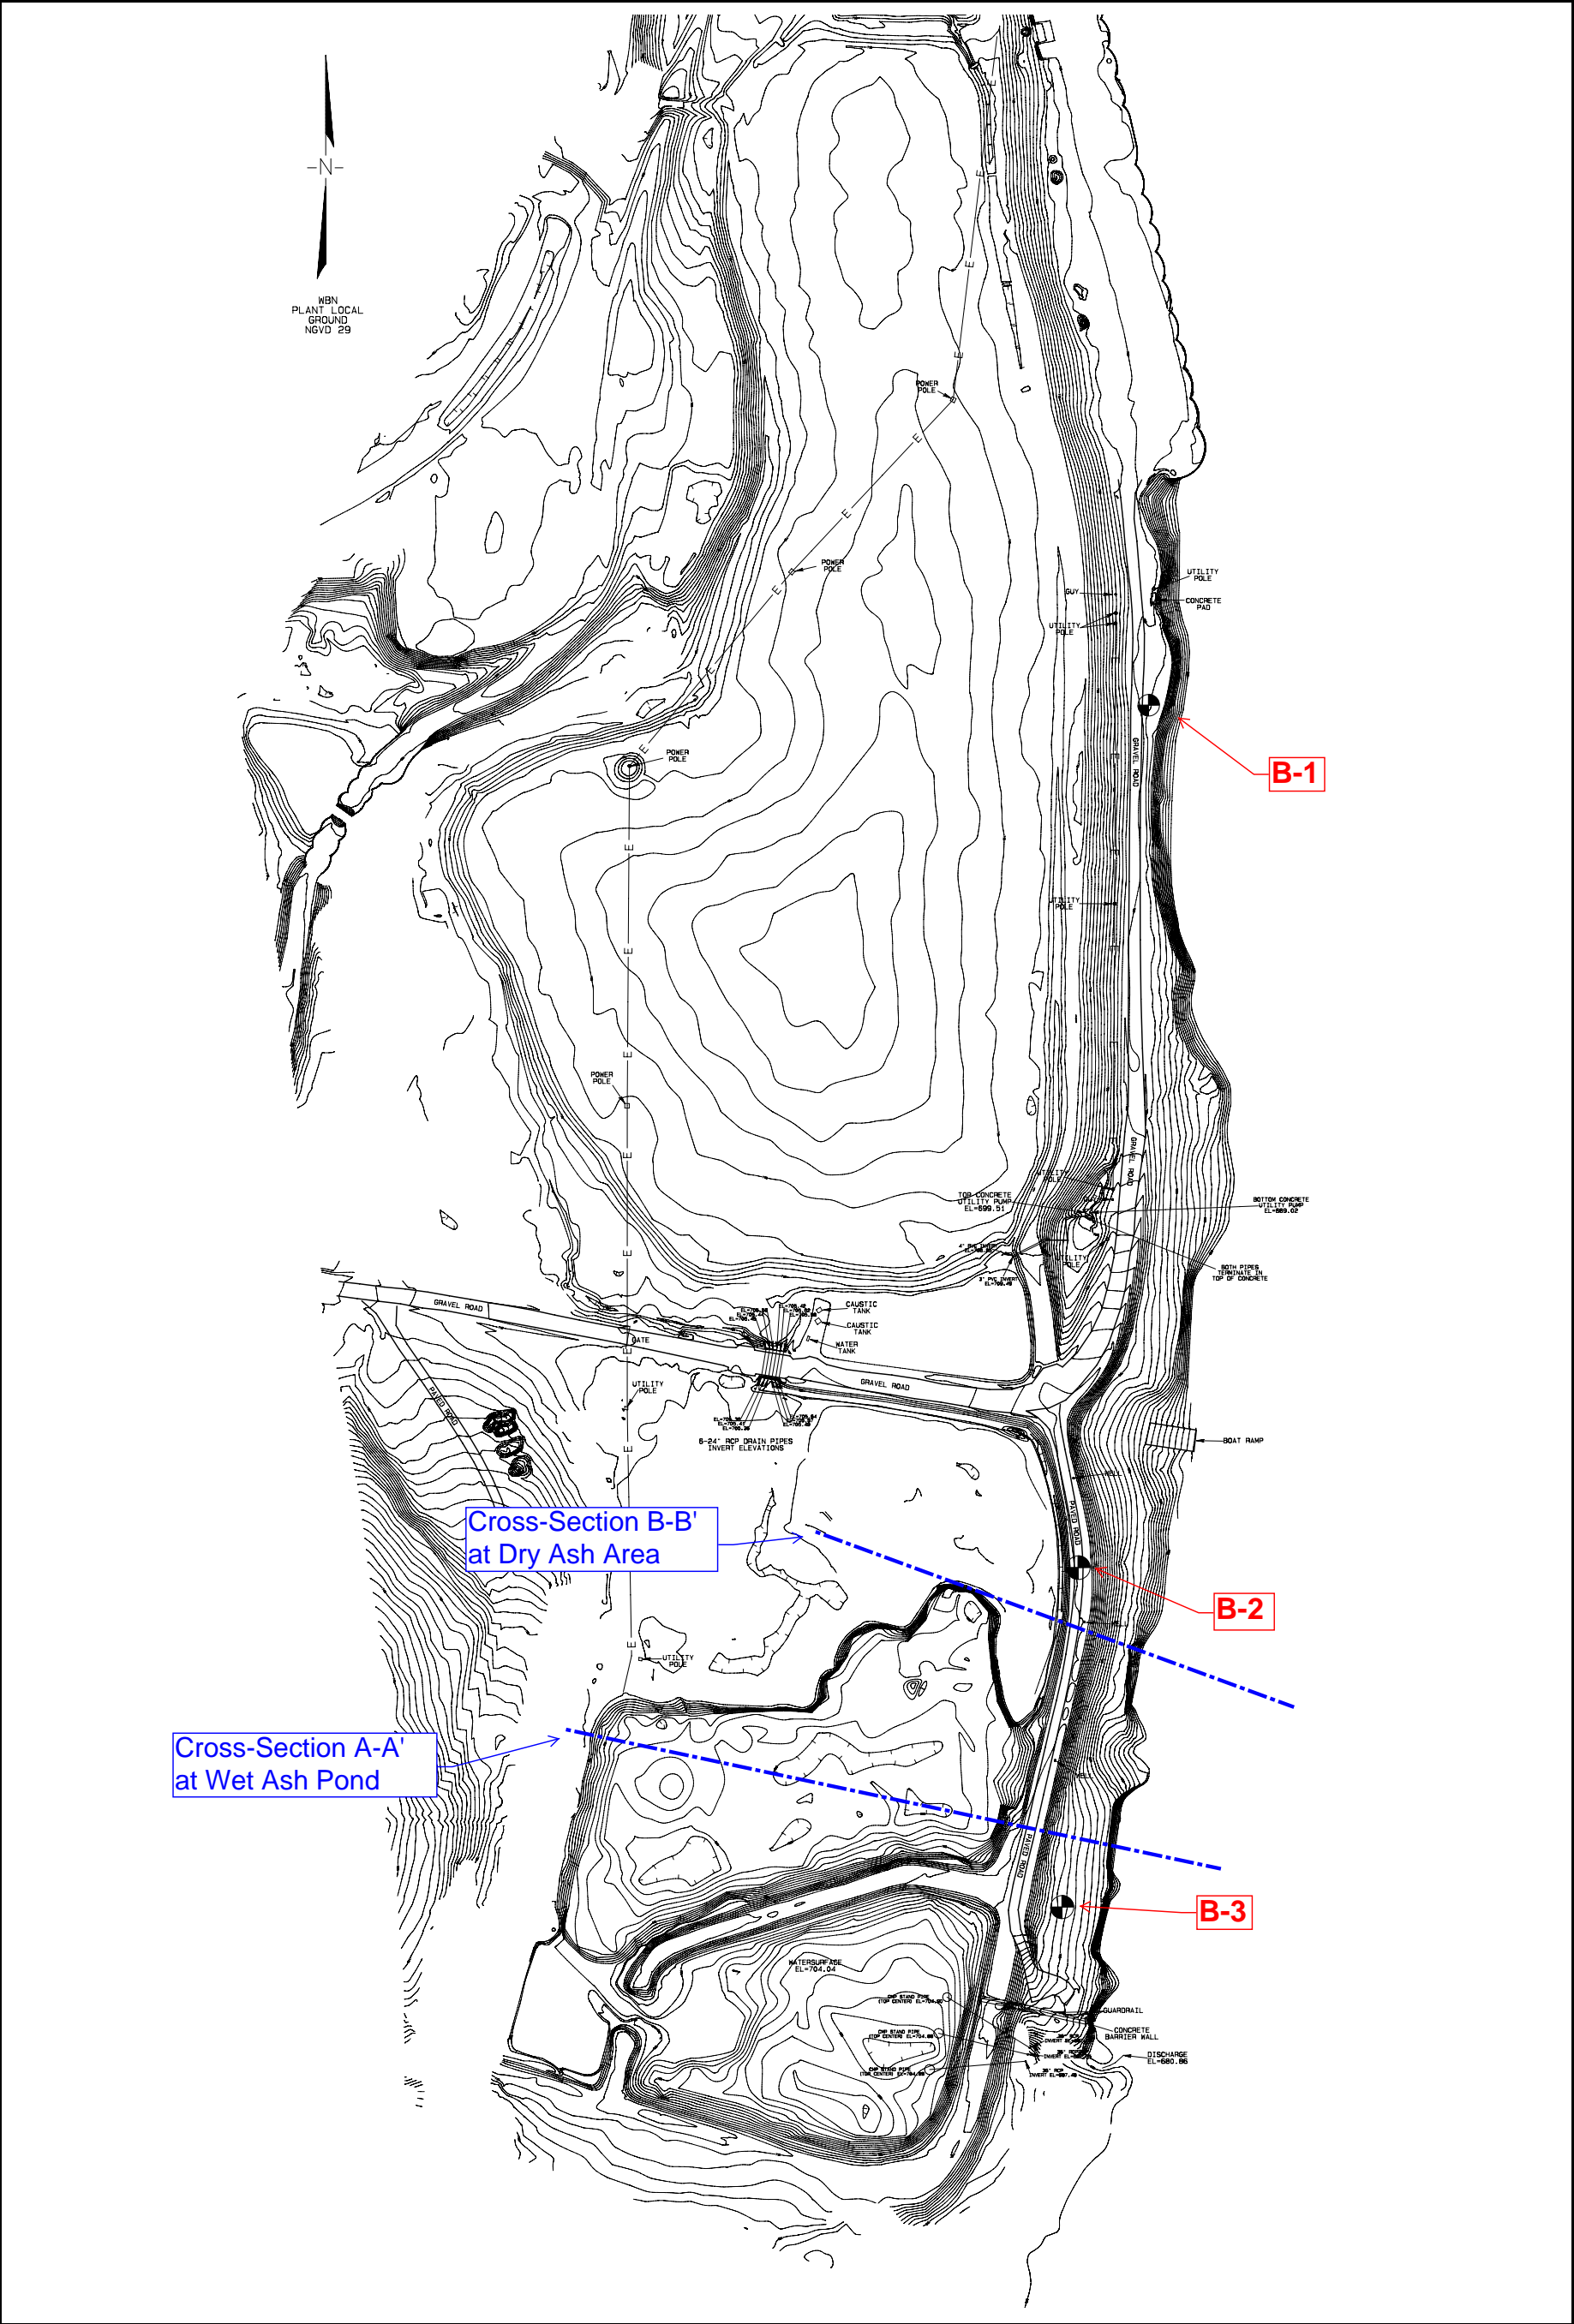 -N-
WBN
PLANT LOCAL
GROUND
NGVD 29
E
E
E
POWER
POLE
E
E
POWER
POLE
E
E
UTILITY
POLE
CONCRETE
PAD
GUY
UTILITY
POLE
E
POWER
POLE
GRAVEL ROAD
B-1
E
UTILITY
POLE
E
E
POWER
POLE
E
GRAVEL ROAD
UTILITY
POLE
TOP CONCRETE
UTILITY PUMP
EL=699.51
BOTTOM CONCRETE
UTILITY PUMP
EL=689.02
E
UTILITY
POLE
BOTH PIPES
TERMINATE IN
TOP OF CONCRETE
GRAVEL ROAD
CAUSTIC
TANK
CAUSTIC
TANK
WATER
TANK
GATE
E
GRAVEL ROAD
UTILITY
POLE
PAVED ROAD
6-24" RCP DRAIN PIPES
INVERT ELEVATIONS
E
BOAT RAMP
WELL
PAVED ROAD
Cross-Section B-B'
at Dry Ash Area
B-2
E
UTILITY
POLE
Cross-Section A-A'
at Wet Ash Pond
WELL
PAVED ROAD
B-3
WATERSURFACE
EL=704.04
GUARDRAIL
CONCRETE
BARRIER WALL
DISCHARGE
EL=680.86